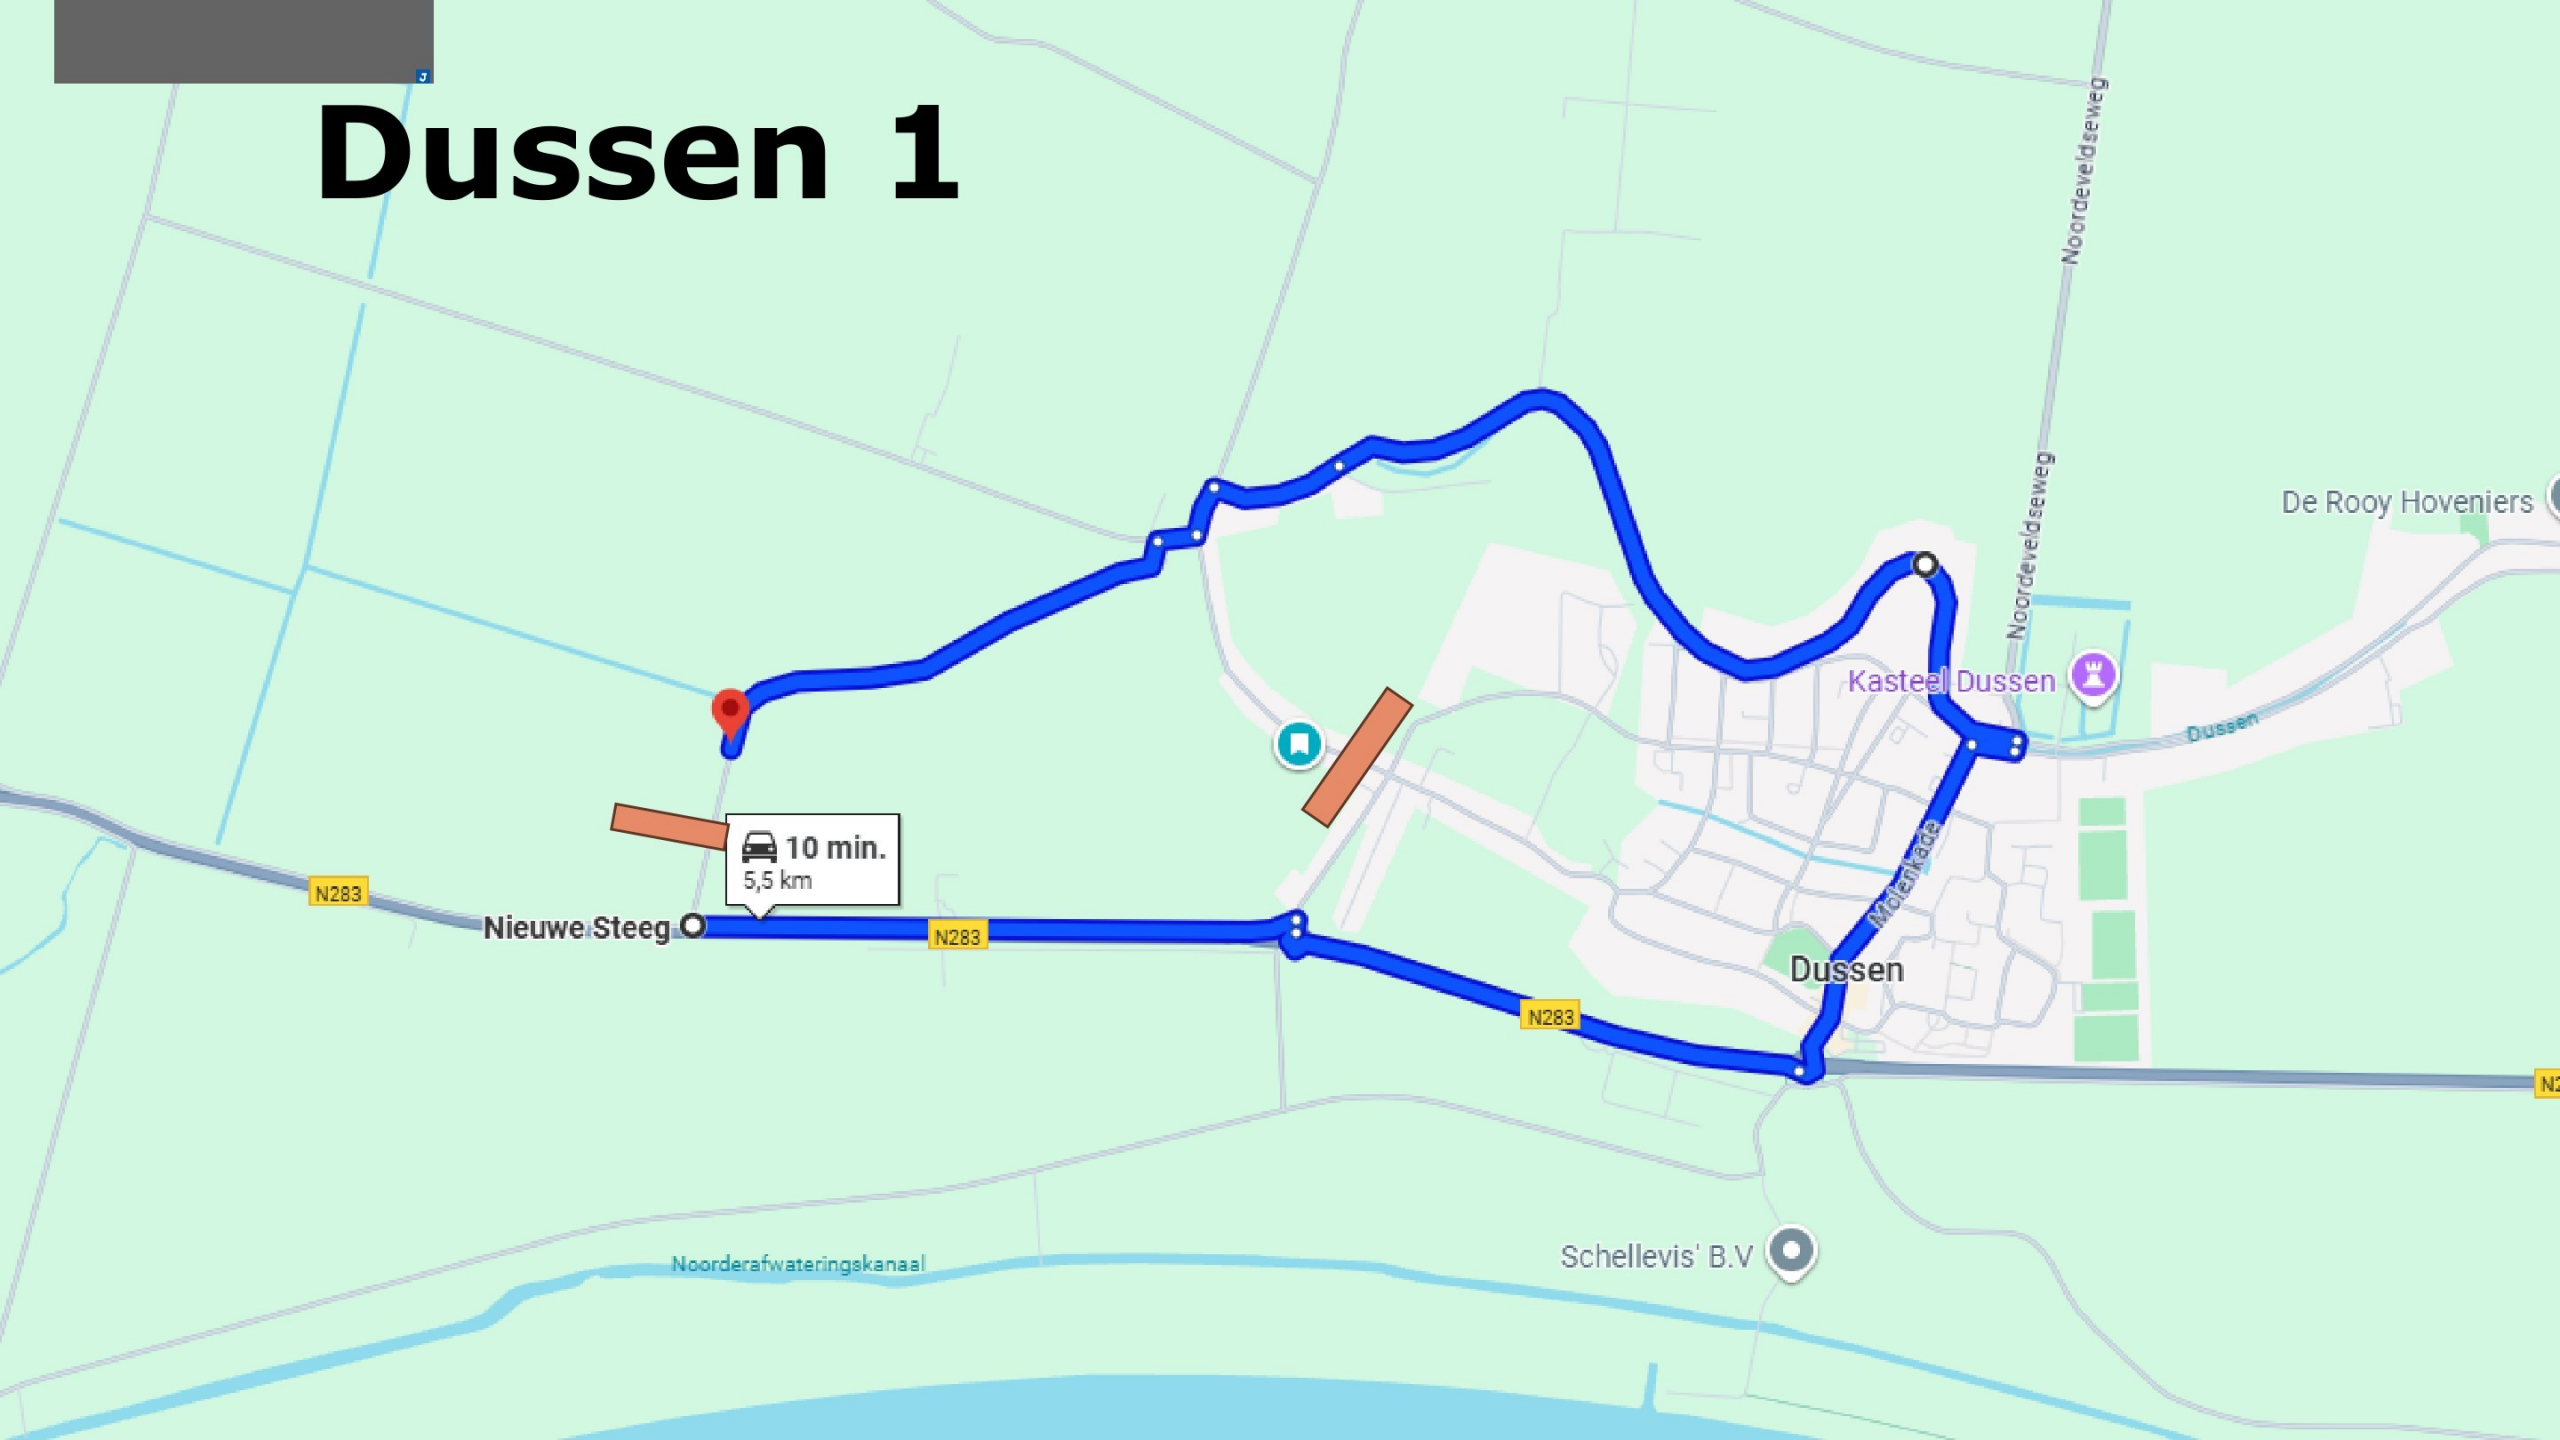 J
Dussen 1
Noordeveldseweg
Noordeveldseweg
De Rooy Hoveniers
Kasteel Dussen
Dussen
10 min.
5,5 km
Molenkade
N283
Nieuwe Steeg
N283
Dussen
N283
N2
Schellevis' B.V
Noorderafwateringskanaal